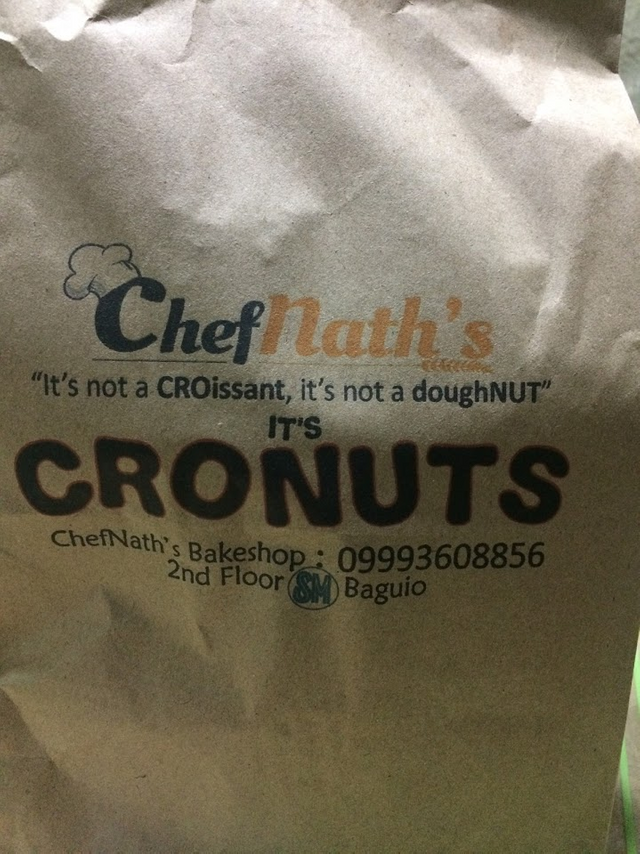 ChefNath's
"It's not a CROissant, it's not a doughNUT"
IT'S
CRONUTS
ChefNath's Bakeshop : 09993608856
2nd Floor SM Baguio